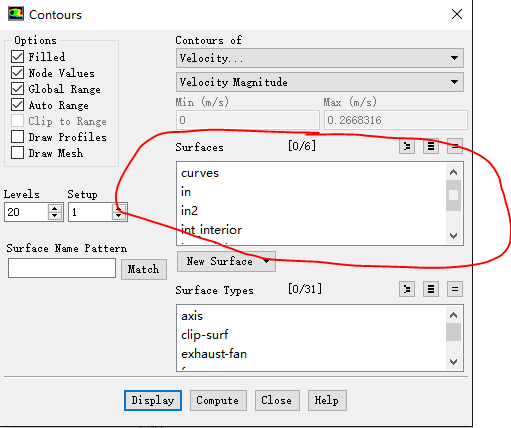 Contours
Options
Filled
Node Values
Global Range
Auto Range
Clip to Range
Draw Profiles
Draw Mesh
Levels Setup
20 1
Surface Name Pattern
Match
Contours of
Velocity...
Velocity Magnitude
Min (m/s) Max (m/s)
0 0.2668316
Surfaces [0/6]
curves
in
in2
int_interior
New Surface
Surface Types [0/31]
axis
clip-surf
exhaust-fan
Display Compute Close Help